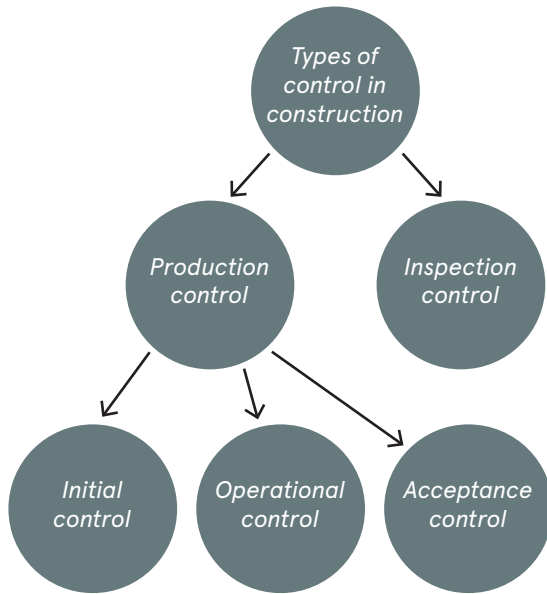 Types of
control in
construction
Production
control
Inspection
control
Initial
control
Operational
control
Acceptance
control